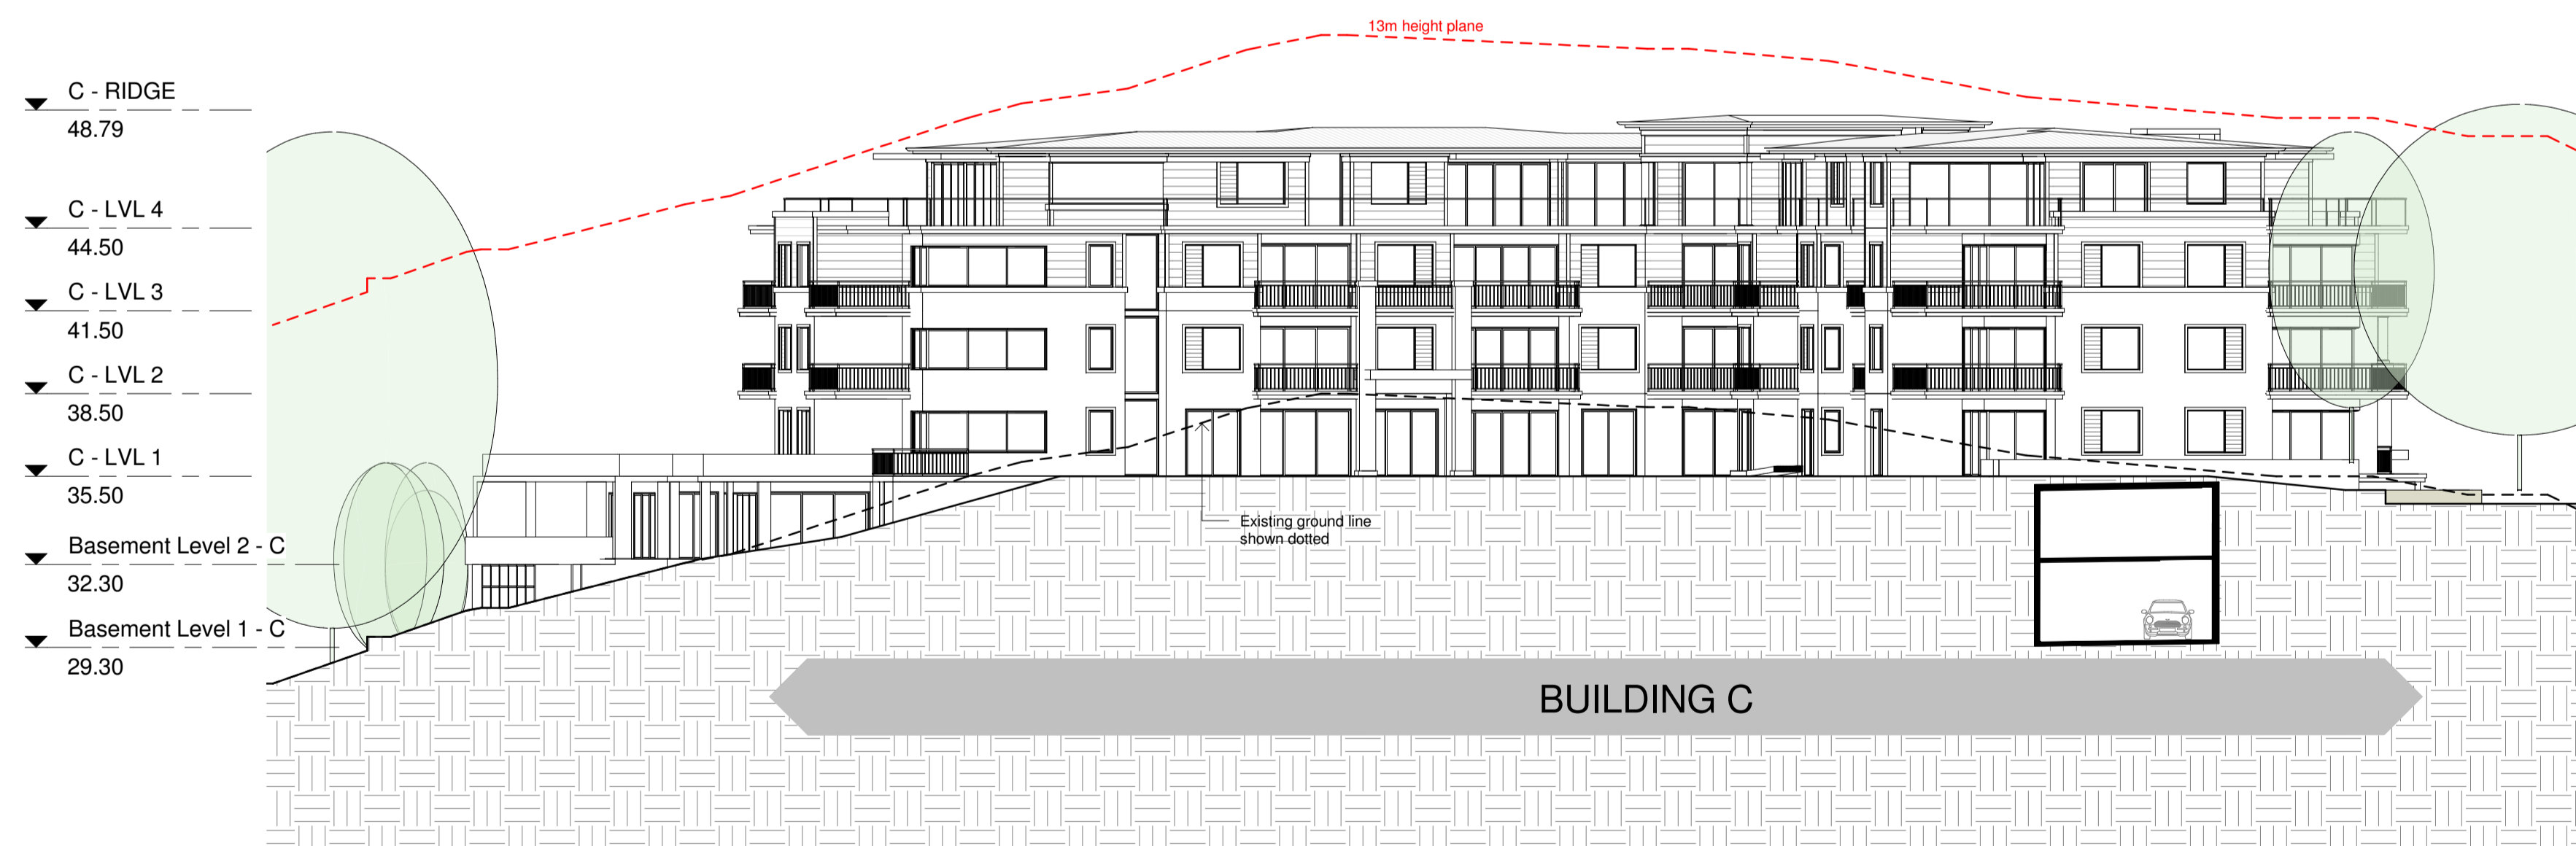 13m height plane
C - RIDGE
48.79
C - LVL 4
44.50
C - LVL 3
41.50
C - LVL 2
38.50
C - LVL 1
35.50
Existing ground line
shown dotted
Basement Level 2 - C
32.30
Basement Level 1 - C
29.30
BUILDING C